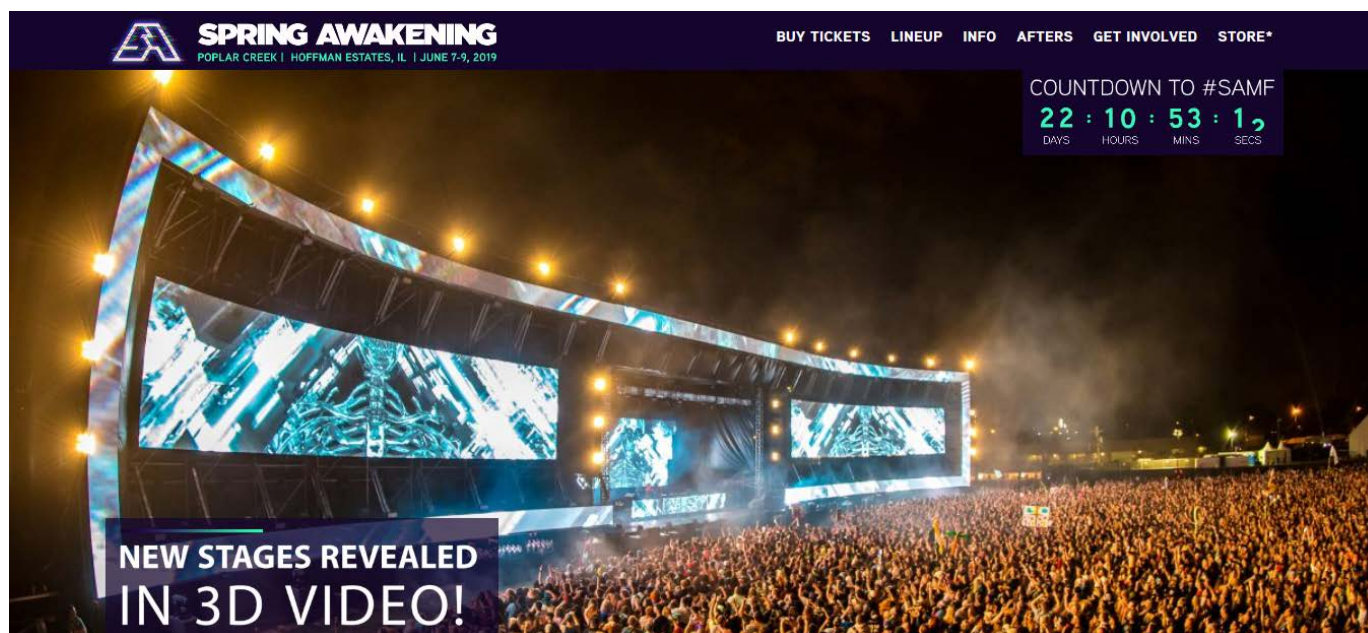 SPRING AWAKENING
POPLAR CREEK | HOFFMAN ESTATES, IL | JUNE 7-9, 2019
BUY TICKETS LINEUP INFO AFTERS GET INVOLVED STORE*
COUNTDOWN TO #SAMF
22 : 10 : 53 :
DAYS HOURS MINS SECS
NEW STAGES REVEALED
IN 3D VIDEO!